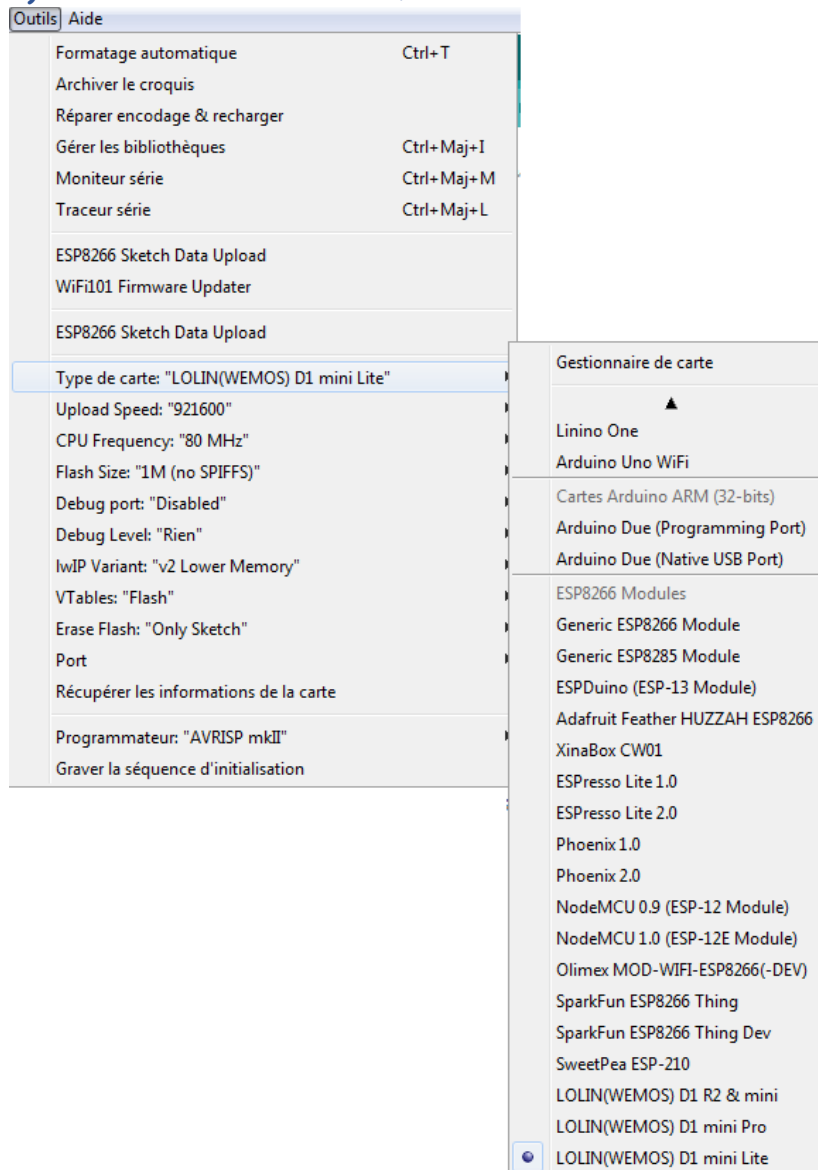 Outils Aide
Formatage automatique Ctrl+T
Archiver le croquis
Réparer encodage & recharger
Gérer les bibliothèques Ctrl+Maj+I
Moniteur série Ctrl+Maj+M
Traceur série Ctrl+Maj+L
ESP8266 Sketch Data Upload
WiFi101 Firmware Updater
ESP8266 Sketch Data Upload
Type de carte: "LOLIN(WEMOS) D1 mini Lite"
Upload Speed: "921600"
CPU Frequency: "80 MHz"
Flash Size: "1M (no SPIFFS)"
Debug port: "Disabled"
Debug Level: "Rien"
lwIP Variant: "v2 Lower Memory"
VTables: "Flash"
Erase Flash: "Only Sketch"
Port
Récupérer les informations de la carte
Programmateur: "AVRISP mkII"
Graver la séquence d'initialisation
Gestionnaire de carte
Linino One
Arduino Uno WiFi
Cartes Arduino ARM (32-bits)
Arduino Due (Programming Port)
Arduino Due (Native USB Port)
ESP8266 Modules
Generic ESP8266 Module
Generic ESP8285 Module
ESPDuino (ESP-13 Module)
Adafruit Feather HUZZAH ESP8266
XinaBox CW01
ESPresso Lite 1.0
ESPresso Lite 2.0
Phoenix 1.0
Phoenix 2.0
NodeMCU 0.9 (ESP-12 Module)
NodeMCU 1.0 (ESP-12E Module)
Olimex MOD-WIFI-ESP8266(-DEV)
SparkFun ESP8266 Thing
SparkFun ESP8266 Thing Dev
SweetPea ESP-210
LOLIN(WEMOS) D1 R2 & mini
LOLIN(WEMOS) D1 mini Pro
LOLIN(WEMOS) D1 mini Lite